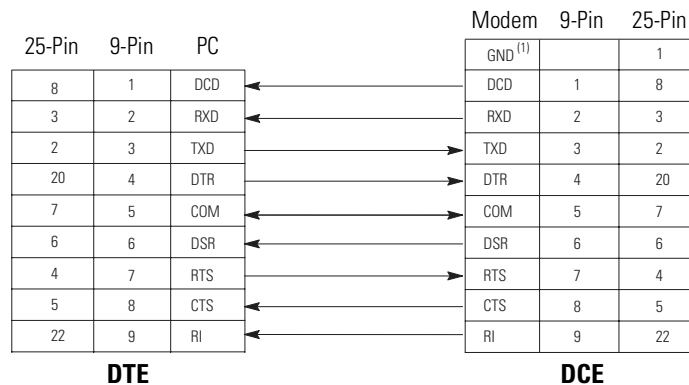 25-Pin 9-Pin PC
8 1 DCD
3 2 RXD
2 3 TXD
20 4 DTR
7 5 COM
6 6 DSR
4 7 RTS
5 8 CTS
22 9 RI
DTE
Modem 9-Pin 25-Pin
GND (1) 1
DCD 1 8
RXD 2 3
TXD 3 2
DTR 4 20
COM 5 7
DSR 6 6
RTS 7 4
CTS 8 5
RI 9 22
DCE